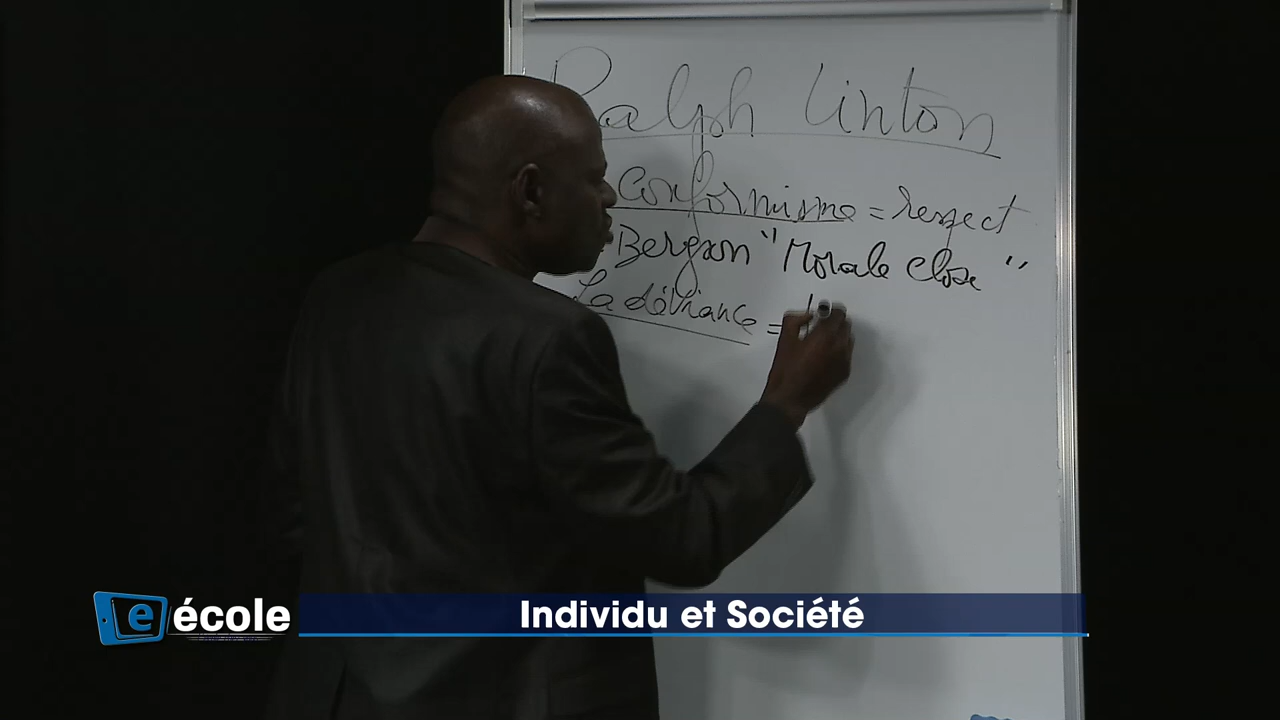 Ralph Linton
conformisme = respect
Bergson "Morale close"
La déviance =
e école
Individu et Société